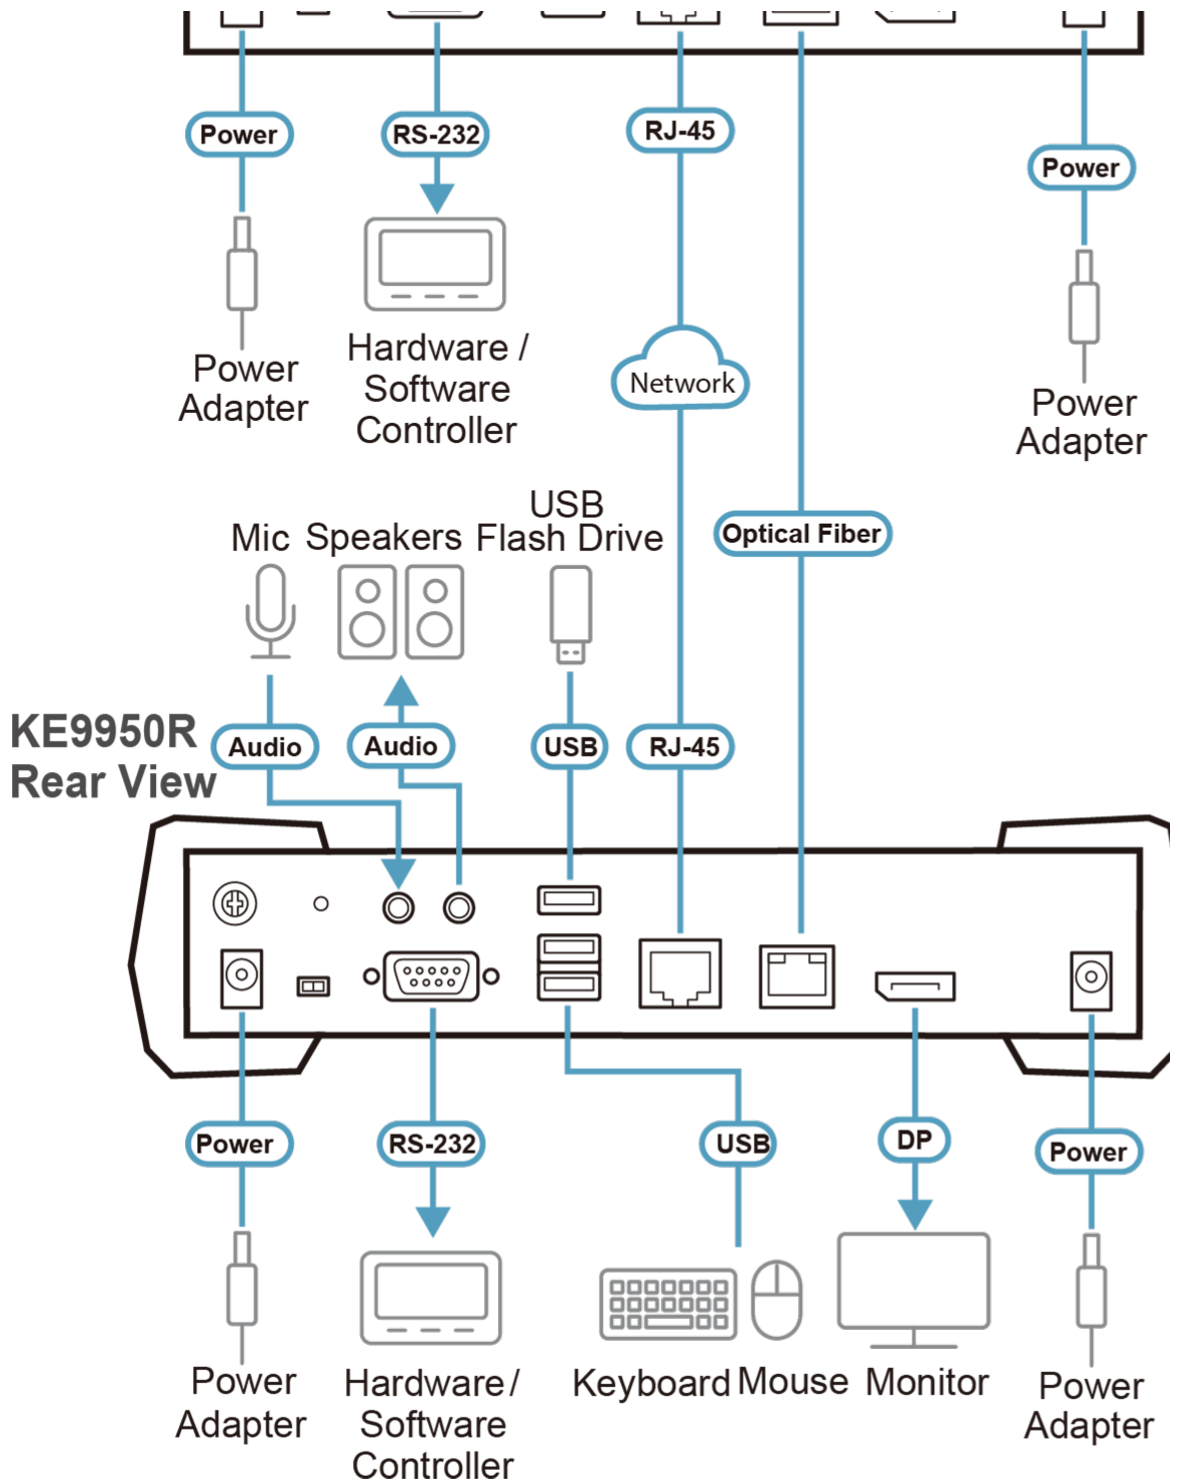 Power
RS-232
RJ-45
Power
Power
Adapter
Hardware /
Software
Controller
Network
Power
Adapter
Optical Fiber
Mic
Speakers
USB
Flash Drive
KE9950R
Rear View
Audio
Audio
USB
RJ-45
Power
RS-232
USB
DP
Power
Power
Adapter
Hardware /
Software
Controller
Keyboard
Mouse
Monitor
Power
Adapter